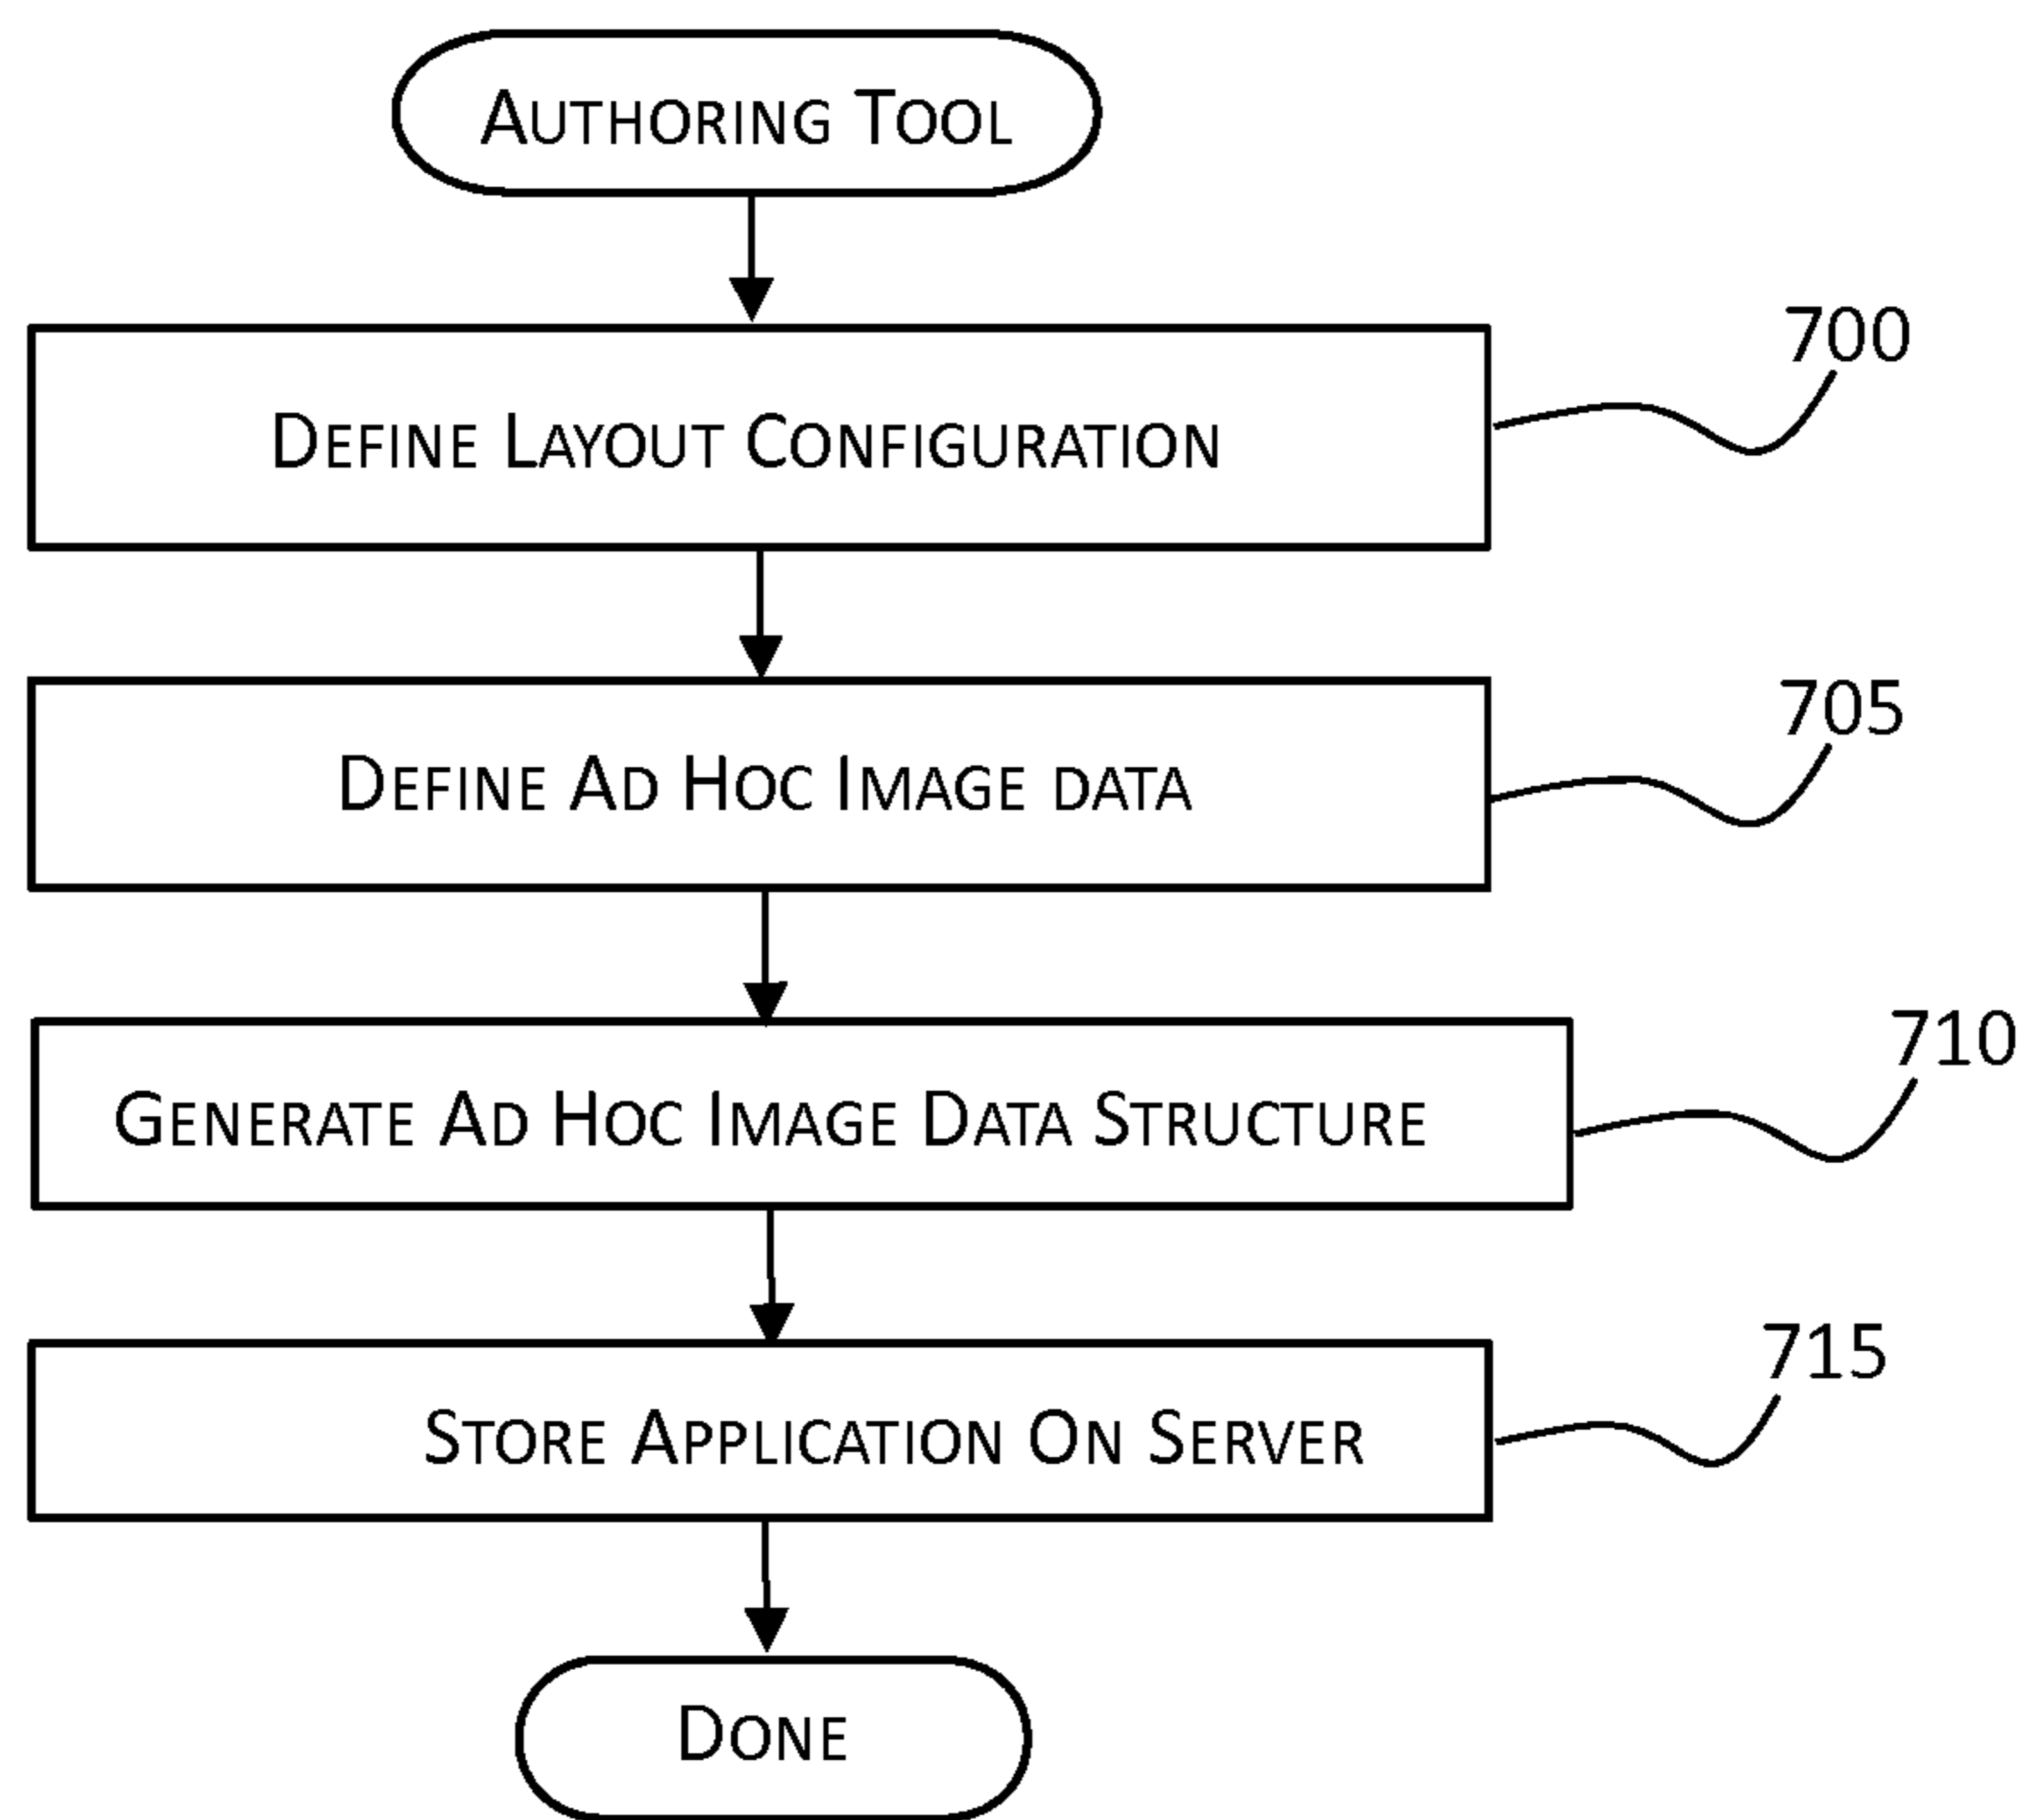 AUTHORING TOOL
700
DEFINE LAYOUT CONFIGURATION
705
DEFINE AD HOC IMAGE DATA
710
GENERATE AD HOC IMAGE DATA STRUCTURE
715
STORE APPLICATION ON SERVER
DONE